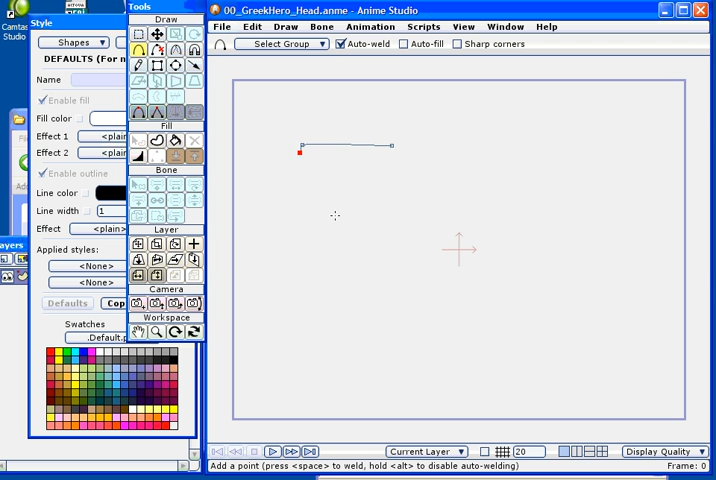 Camtas
Studio
arrow
Style
Shapes
DEFAULTS (For n
Name
Enable fill
Fill color
Effect 1
<plain
Effect 2
<plain
Enable outline
Line color
Line width
1
Effect
<plain>
Applied styles:
<None>
<None>
Defaults
Cop
Swatches
.Default.p
ayers
Tools
Draw
Fill
Bone
Layer
Camera
Workspace
00_GreekHero_Head.anme - Anime Studio
File Edit Draw Bone Animation Scripts View Window Help
Select Group
Auto-weld
Auto-fill
Sharp corners
Current Layer
20
Display Quality
Add a point (press <space> to weld, hold <alt> to disable auto-welding)
Frame: 0